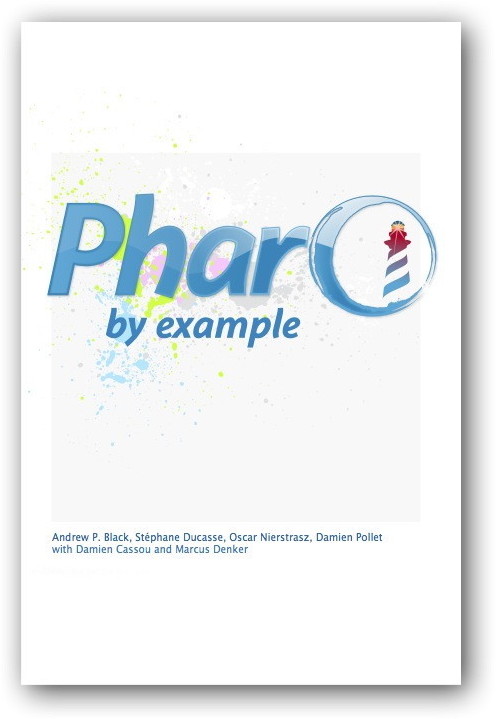 Pharo
by example
Andrew P. Black, Stéphane Ducasse, Oscar Nierstrasz, Damien Pollet
with Damien Cassou and Marcus Denker